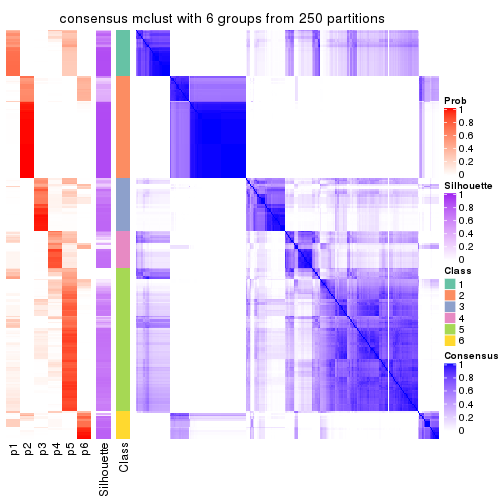 consensus mclust with 6 groups from 250 partitions
Prob
1
0.8
0.6
0.4
0.2
0
Silhouette
1
0.8
0.6
0.4
0.2
0
Class
1
2
3
4
5
6
Consensus
1
0.8
0.6
0.4
0.2
0
p1
p2
p3
p4
p5
p6
Silhouette
Class